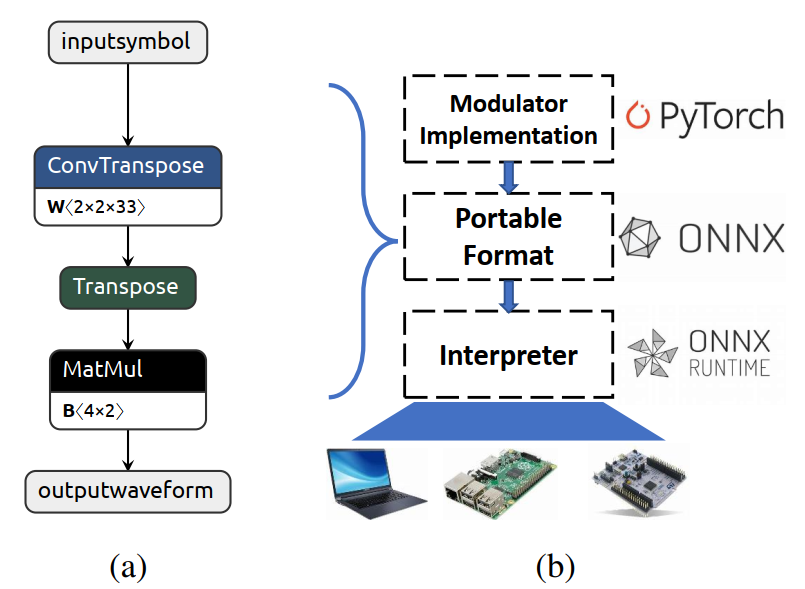 inputsymbol
ConvTranspose
W⟨2×2×33⟩
Transpose
MatMul
B⟨4×2⟩
outputwaveform
(a)
Modulator
Implementation
PyTorch
Portable
Format
ONNX
Interpreter
ONNX
RUNTIME
(b)